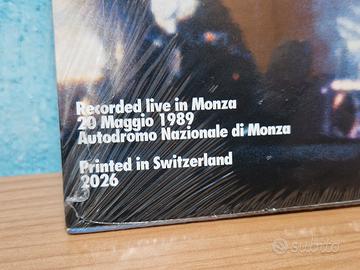 Recorded live in Monza
20 Maggio 1989
Autodromo Nazionale di Monza
Printed in Switzerland
2026
subito